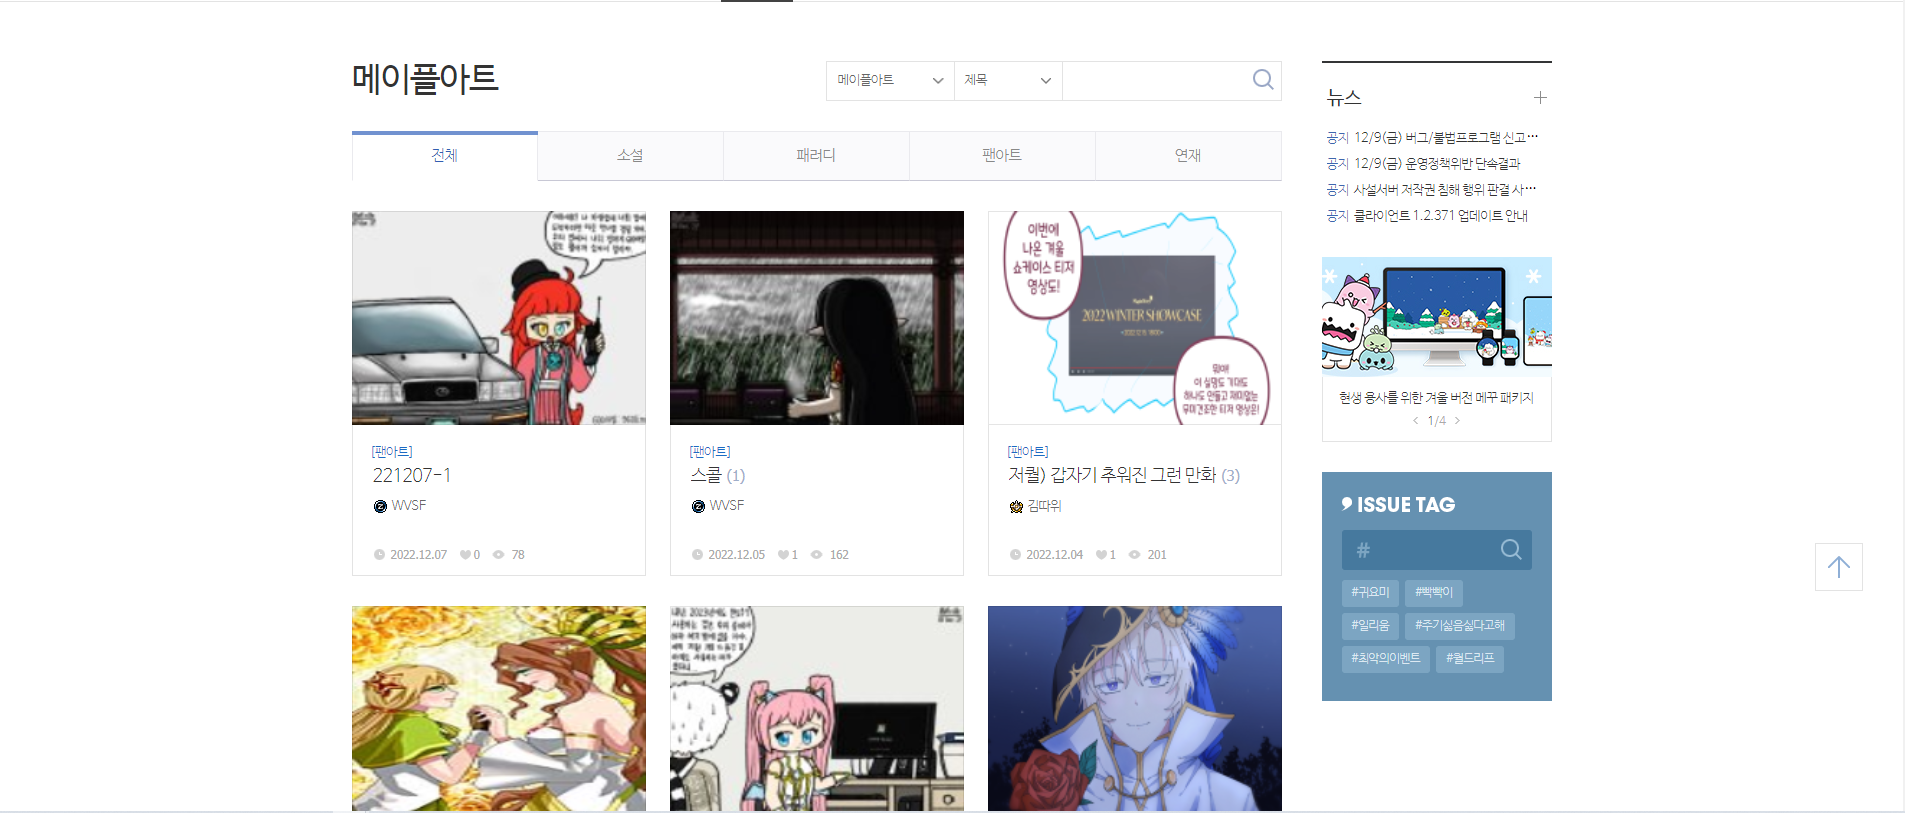 메이플아트
메이플아트
제목
전체
소설
패러디
팬아트
연재
이번에
나온 겨울
쇼케이스 티저
영상도!
2022 WINTER SHOWCASE
뭐야!
이 실망도 기대도
하나도 안들고 재미없는
무미건조한 티저 영상은!
[팬아트]
221207-1
WVSF
2022.12.07 0 78
[팬아트]
스콜 (1)
WVSF
2022.12.05 1 162
[팬아트]
저퀄) 갑자기 추워진 그런 만화 (3)
김따위
2022.12.04 1 201
뉴스 +
공지 12/9(금) 버그/불법프로그램 신고…
공지 12/9(금) 운영정책위반 단속결과
공지 사설서버 저작권 침해 행위 판결 사…
공지 클라이언트 1.2.371 업데이트 안내
현생 용사를 위한 겨울 버전 메꾸 패키지
< 1/4 >
ISSUE TAG
#
#귀요미
#빡빡이
#일리움
#주기싫음싫다고해
#최악의이벤트
#월드리프